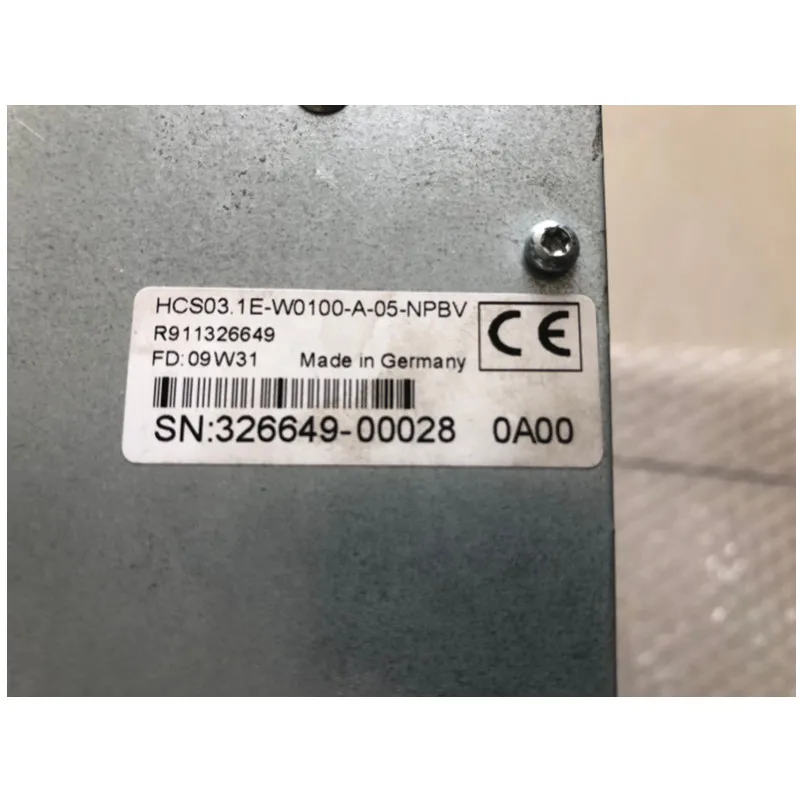 HCS03.1E-W0100-A-05-NPBV
R911326649
FD: 09W31 Made in Germany
CE
SN:326649-00028 0A00